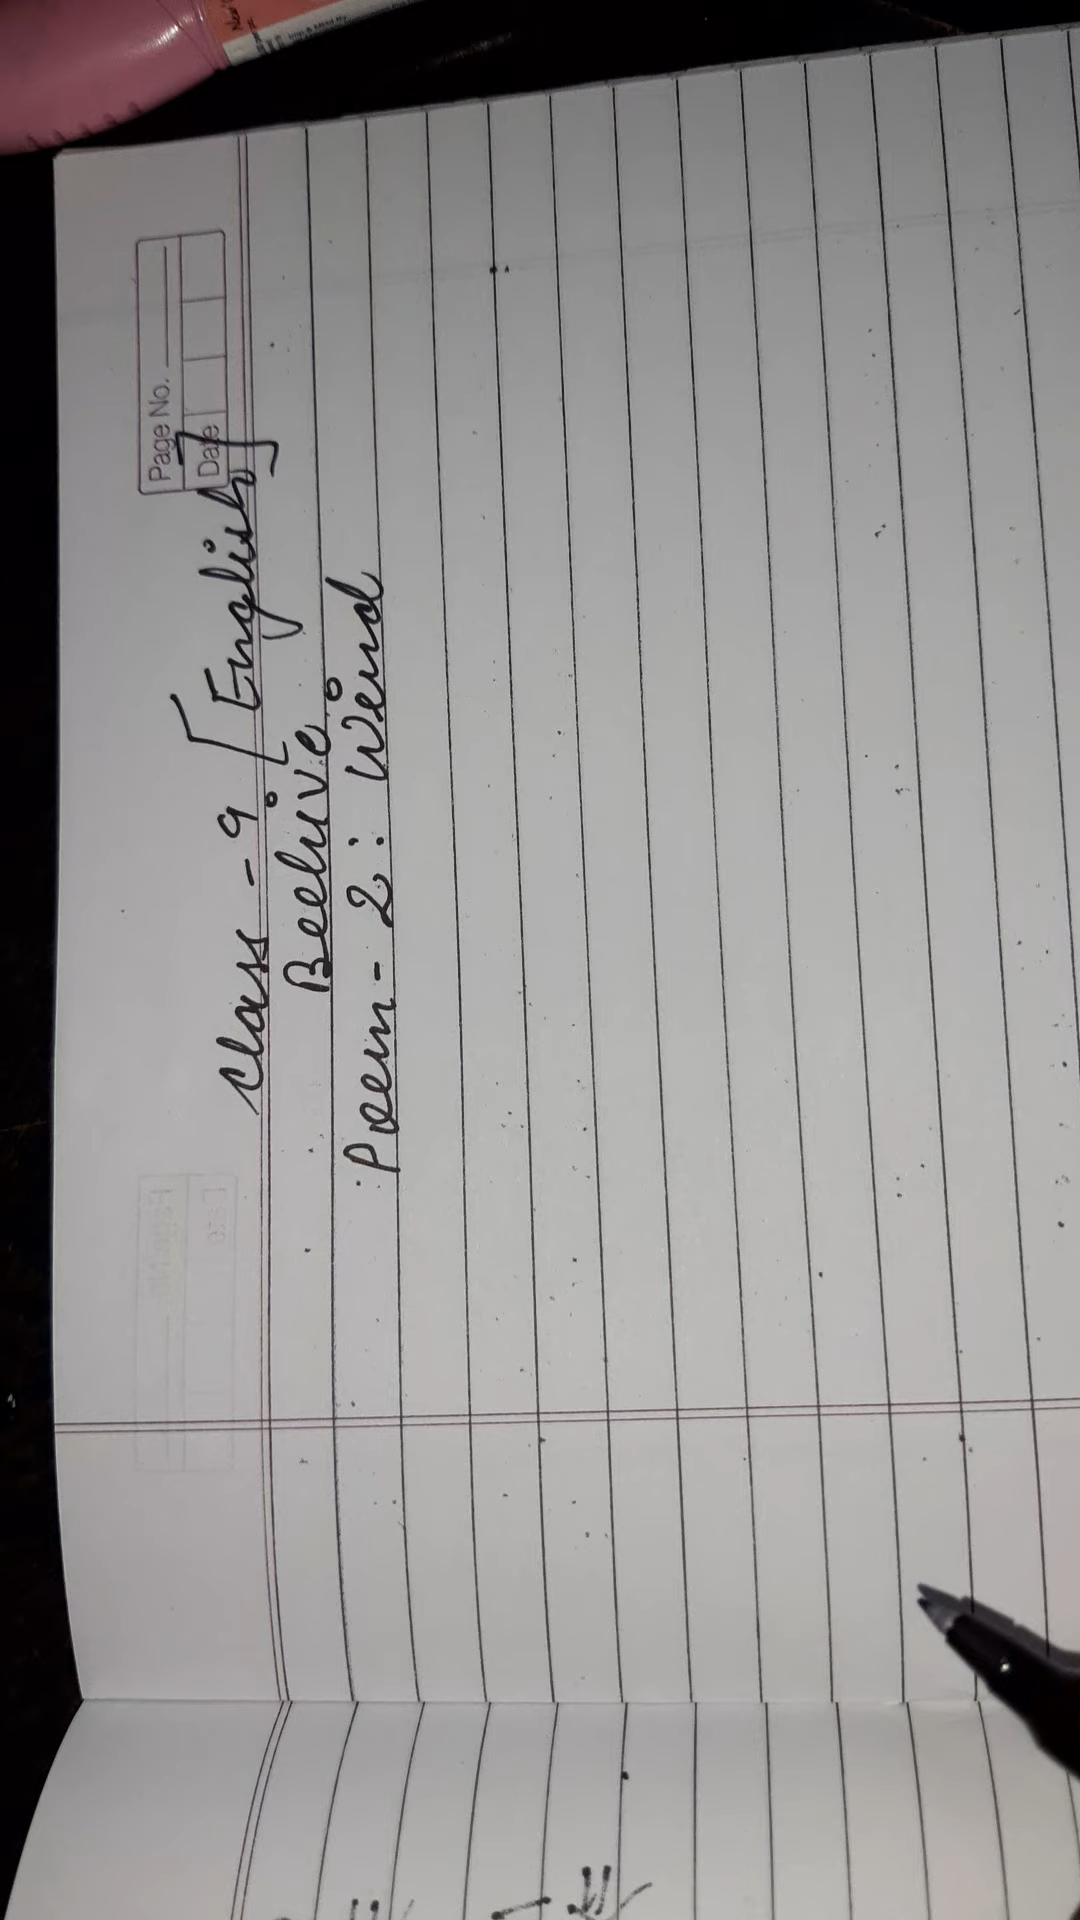 Page No.
Date
Class - 9 [English]
Beehive
Poem - 2 : Wind